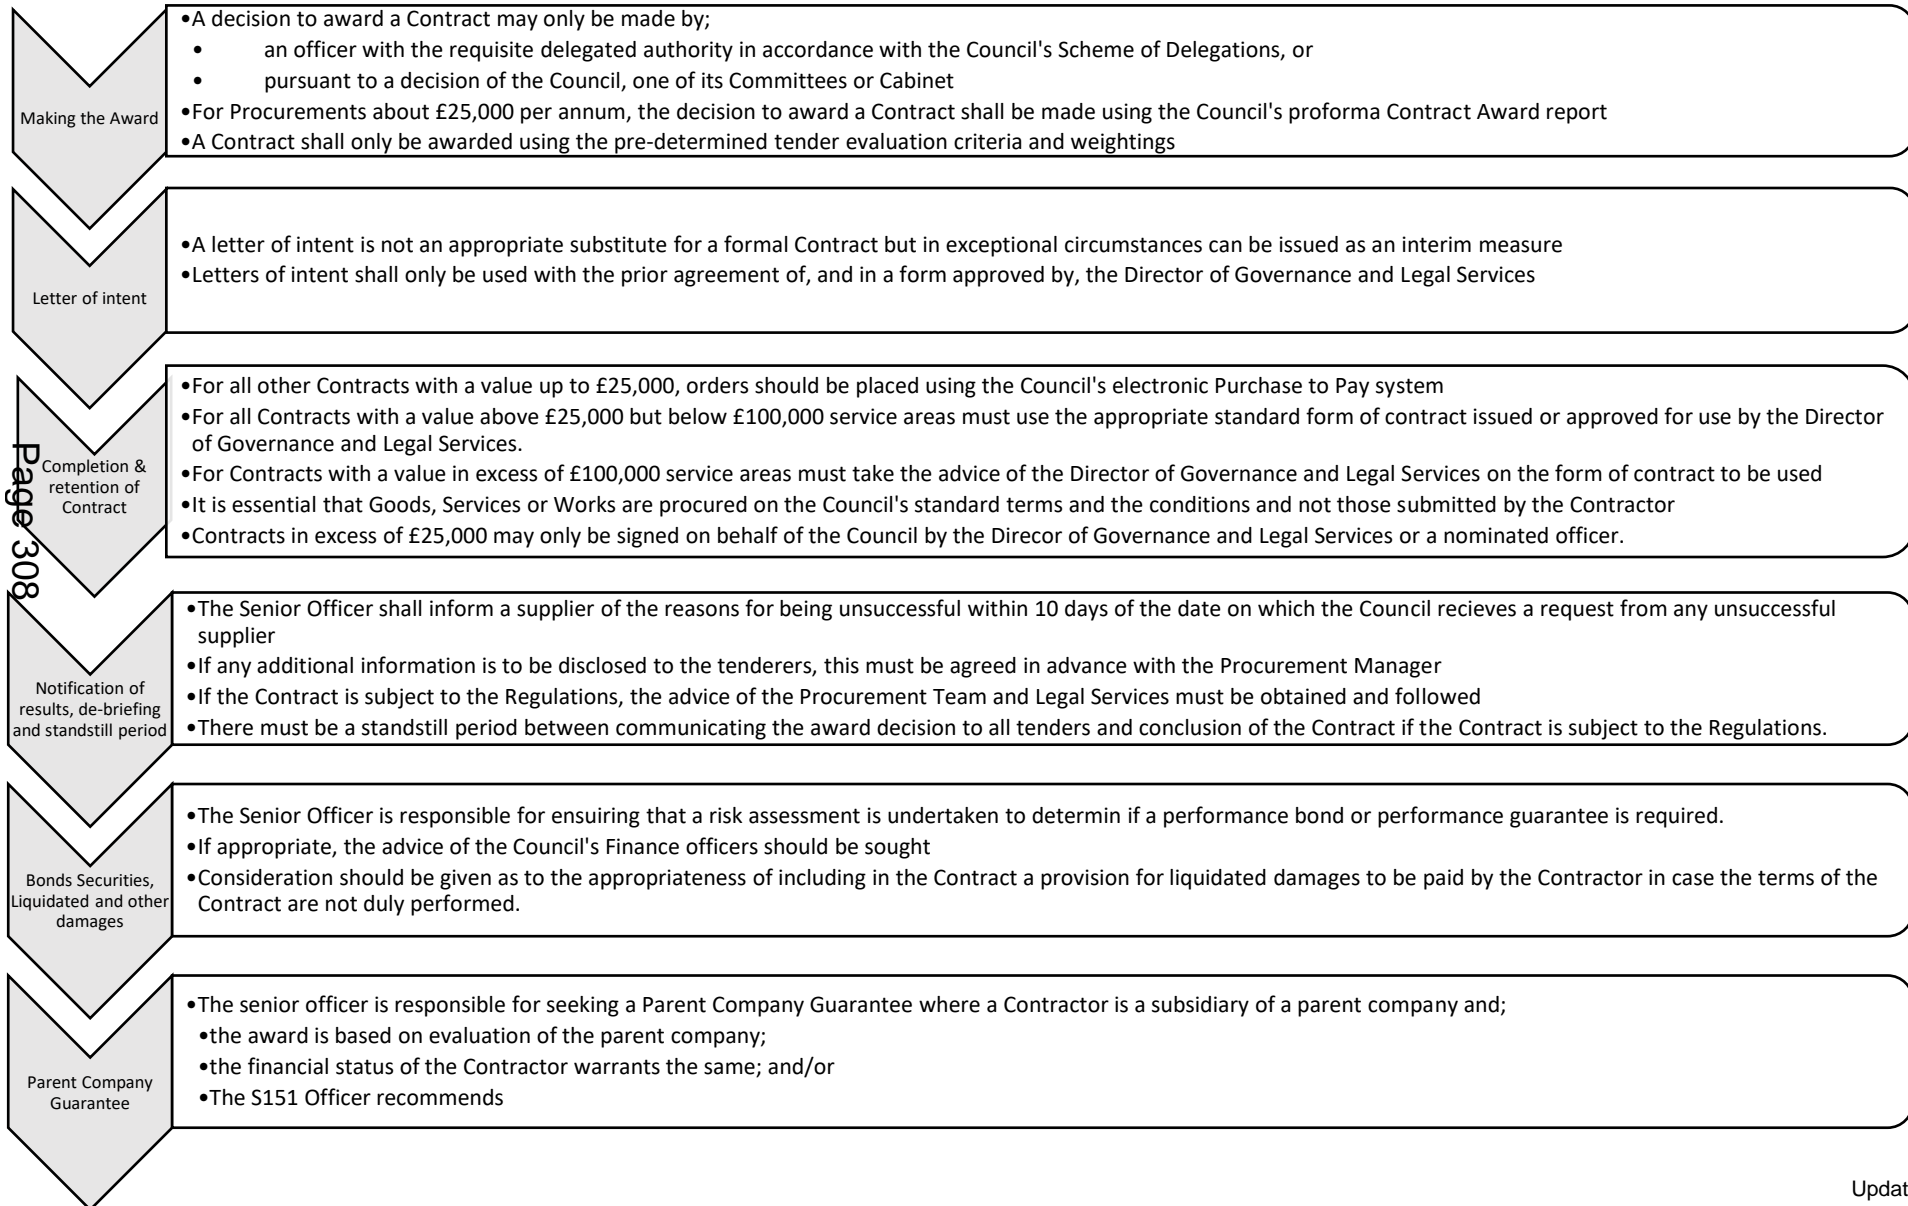 Making the Award
•A decision to award a Contract may only be made by;
• an officer with the requisite delegated authority in accordance with the Council's Scheme of Delegations, or
• pursuant to a decision of the Council, one of its Committees or Cabinet
•For Procurements about £25,000 per annum, the decision to award a Contract shall be made using the Council's proforma Contract Award report
•A Contract shall only be awarded using the pre-determined tender evaluation criteria and weightings
Letter of intent
•A letter of intent is not an appropriate substitute for a formal Contract but in exceptional circumstances can be issued as an interim measure
•Letters of intent shall only be used with the prior agreement of, and in a form approved by, the Director of Governance and Legal Services
Completion &
retention of
Contract
•For all other Contracts with a value up to £25,000, orders should be placed using the Council's electronic Purchase to Pay system
•For all Contracts with a value above £25,000 but below £100,000 service areas must use the appropriate standard form of contract issued or approved for use by the Director
of Governance and Legal Services.
•For Contracts with a value in excess of £100,000 service areas must take the advice of the Director of Governance and Legal Services on the form of contract to be used
•It is essential that Goods, Services or Works are procured on the Council's standard terms and the conditions and not those submitted by the Contractor
•Contracts in excess of £25,000 may only be signed on behalf of the Council by the Direcor of Governance and Legal Services or a nominated officer.
Page 308
Notification of
results, de-briefing
and standstill period
•The Senior Officer shall inform a supplier of the reasons for being unsuccessful within 10 days of the date on which the Council recieves a request from any unsuccessful
supplier
•If any additional information is to be disclosed to the tenderers, this must be agreed in advance with the Procurement Manager
•If the Contract is subject to the Regulations, the advice of the Procurement Team and Legal Services must be obtained and followed
•There must be a standstill period between communicating the award decision to all tenders and conclusion of the Contract if the Contract is subject to the Regulations.
Bonds Securities,
Liquidated and other
damages
•The Senior Officer is responsible for ensuiring that a risk assessment is undertaken to determin if a performance bond or performance guarantee is required.
•If appropriate, the advice of the Council's Finance officers should be sought
•Consideration should be given as to the appropriateness of including in the Contract a provision for liquidated damages to be paid by the Contractor in case the terms of the
Contract are not duly performed.
Parent Company
Guarantee
•The senior officer is responsible for seeking a Parent Company Guarantee where a Contractor is a subsidiary of a parent company and;
•the award is based on evaluation of the parent company;
•the financial status of the Contractor warrants the same; and/or
•The S151 Officer recommends
Updat